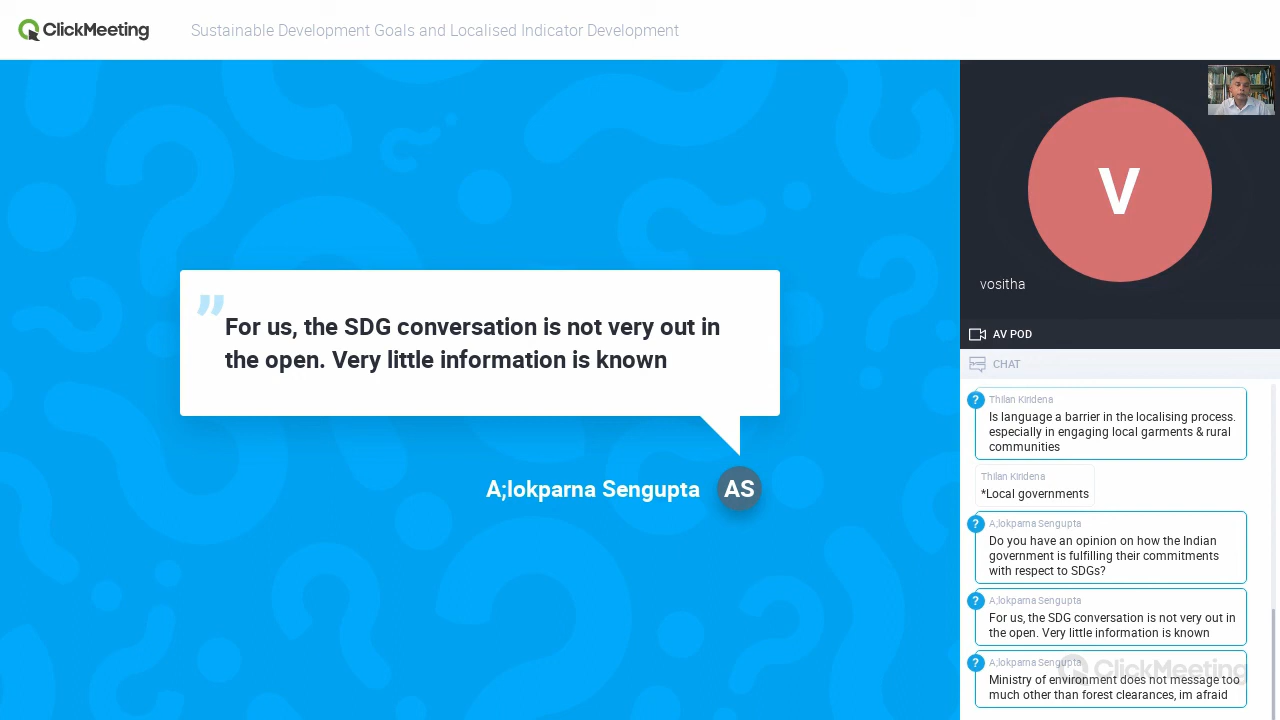 ClickMeeting
Sustainable Development Goals and Localised Indicator Development
”
For us, the SDG conversation is not very out in
the open. Very little information is known
A;lokparna Sengupta
AS
V
vositha
AV POD
CHAT
?
Thilan Kiridena
Is language a barrier in the localising process.
especially in engaging local garments & rural
communities
Thilan Kiridena
*Local governments
?
A;lokparna Sengupta
Do you have an opinion on how the Indian
government is fulfilling their commitments
with respect to SDGs?
?
A;lokparna Sengupta
For us, the SDG conversation is not very out in
the open. Very little information is known
?
A;lokparna Sengupta
ClickMeeting
Ministry of environment does not message too
much other than forest clearances, im afraid